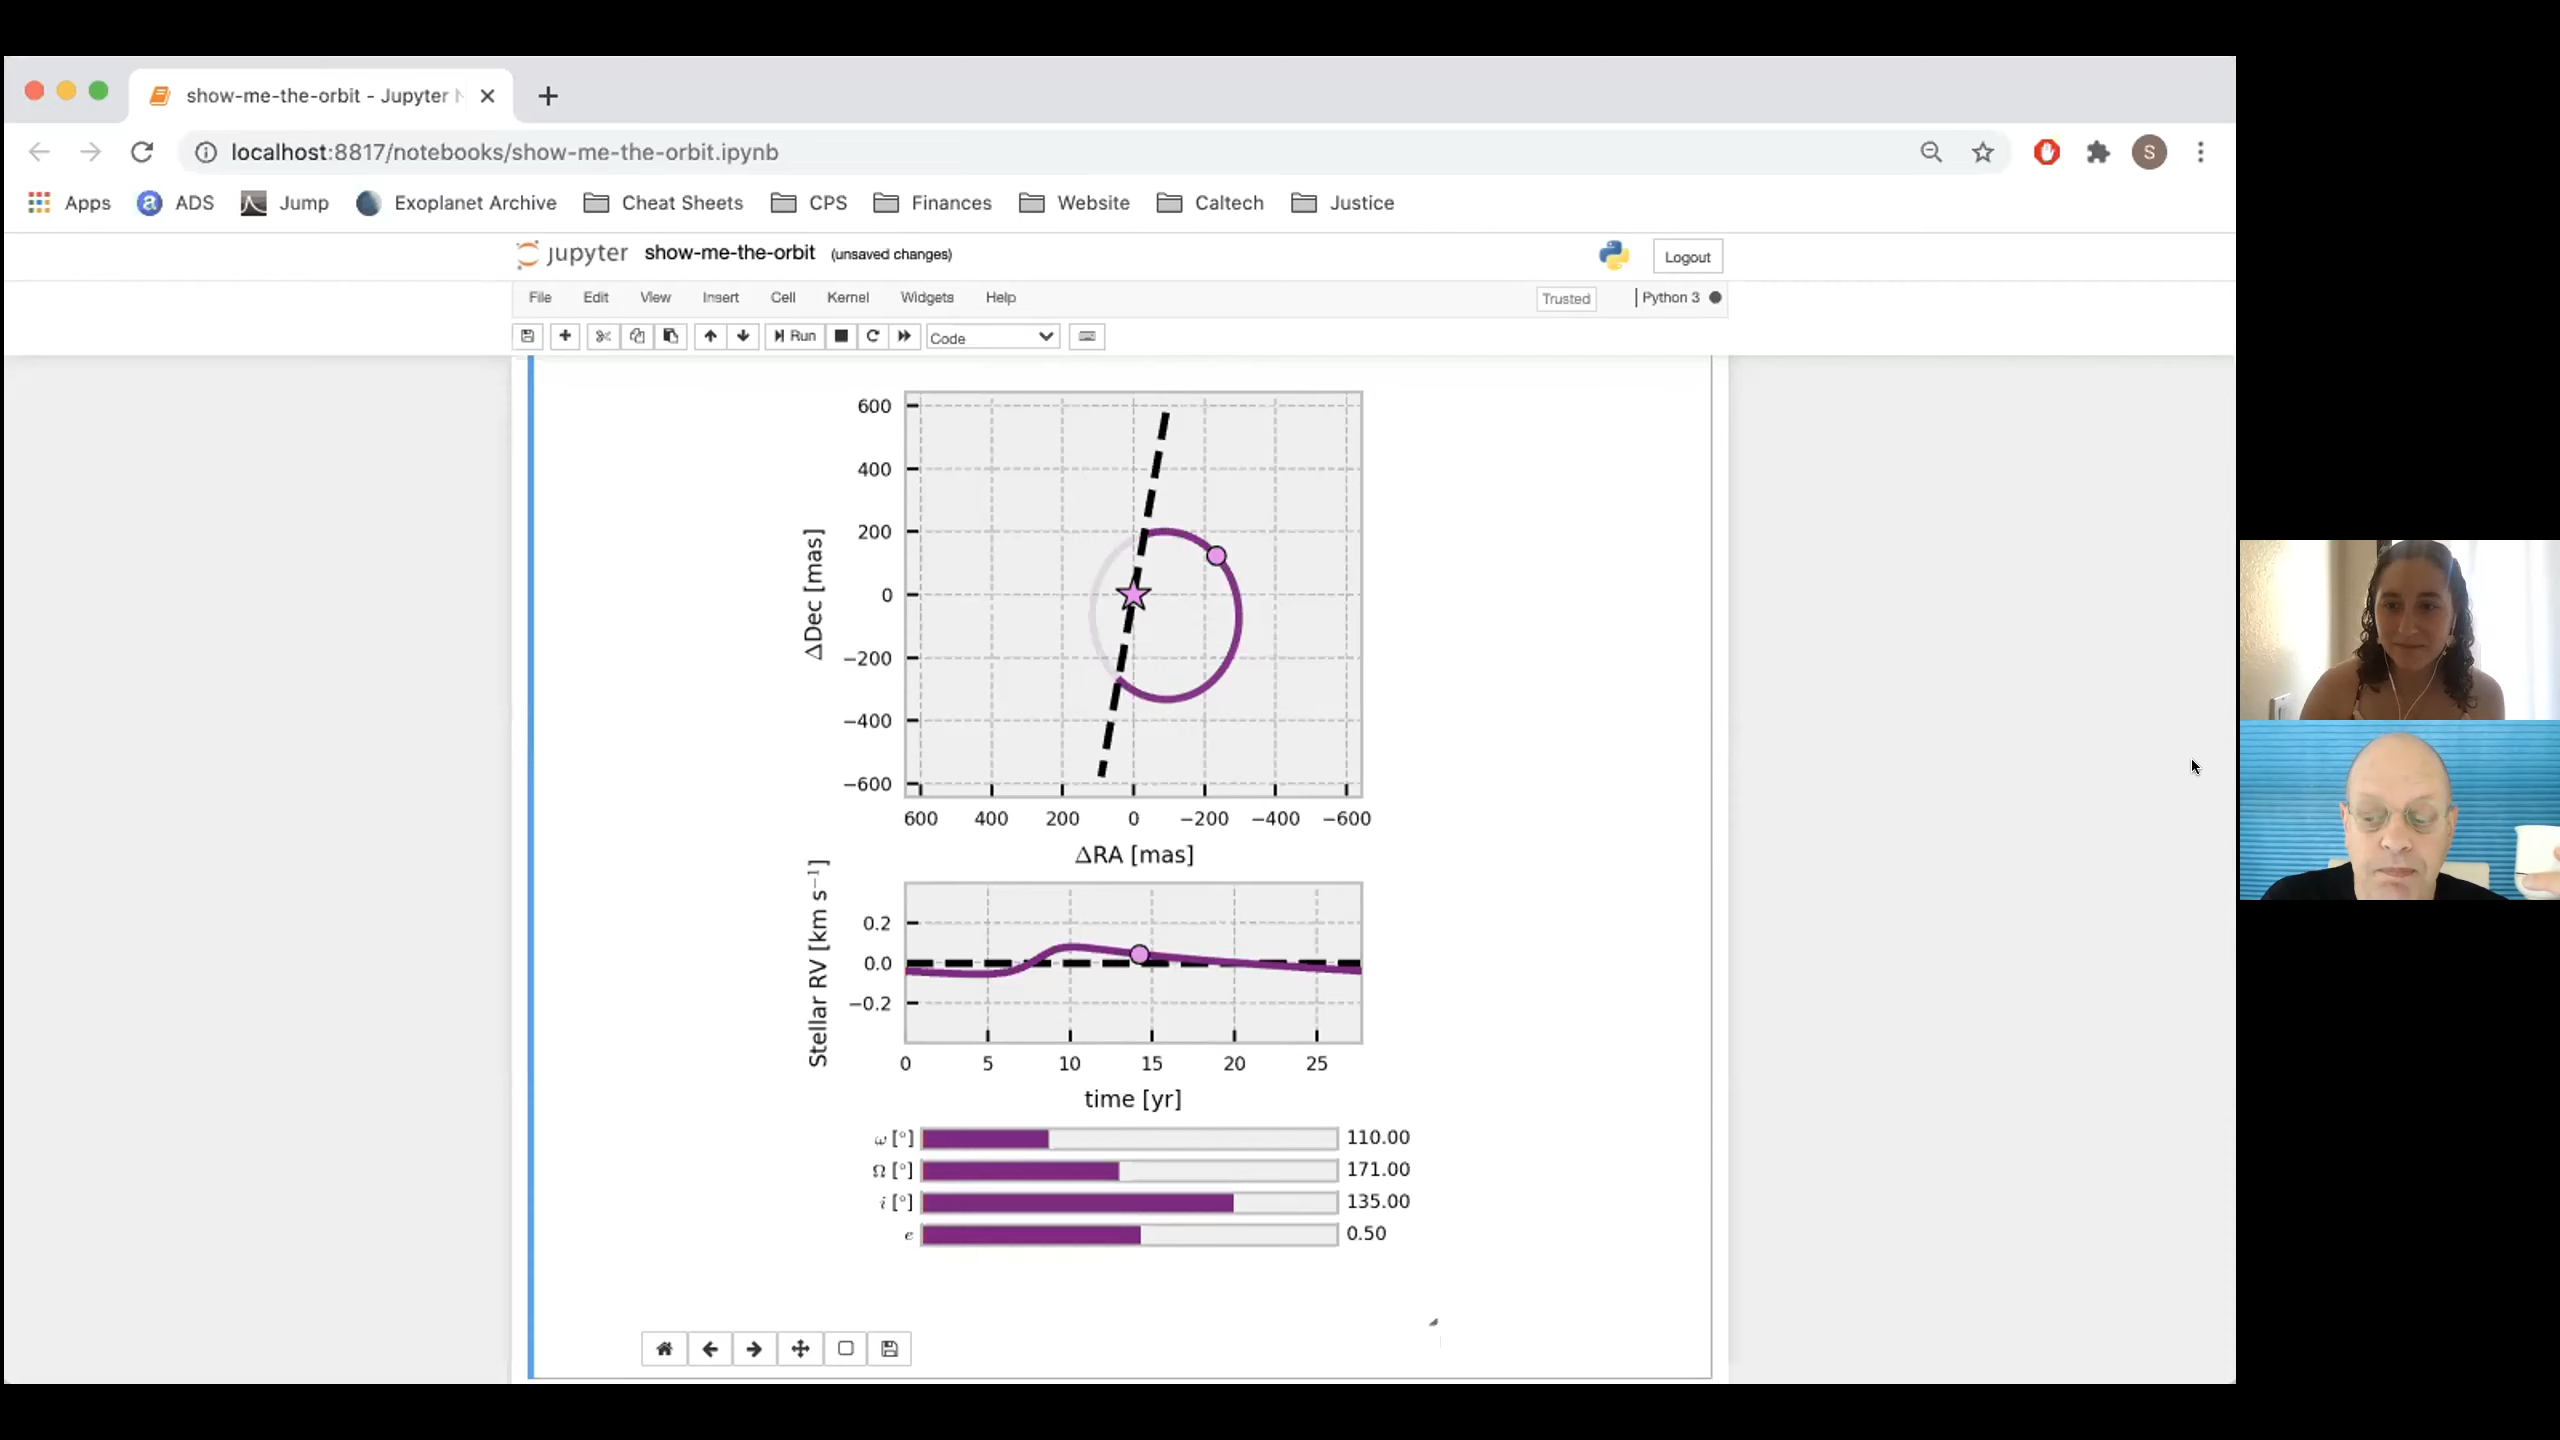 show-me-the-orbit - Jupyter N
localhost:8817/notebooks/show-me-the-orbit.ipynb
S
Apps ADS Jump Exoplanet Archive Cheat Sheets CPS Finances Website Caltech Justice
jupyter show-me-the-orbit (unsaved changes)
Logout
File Edit View Insert Cell Kernel Widgets Help
Trusted
Python 3
Run
Code
600
400
200
0
−200
−400
−600
ΔDec [mas]
600 400 200 0 −200 −400 −600
ΔRA [mas]
Stellar RV [km s⁻¹]
0.2
0.0
−0.2
0 5 10 15 20 25
time [yr]
ω [°] 110.00
Ω [°] 171.00
i [°] 135.00
e 0.50